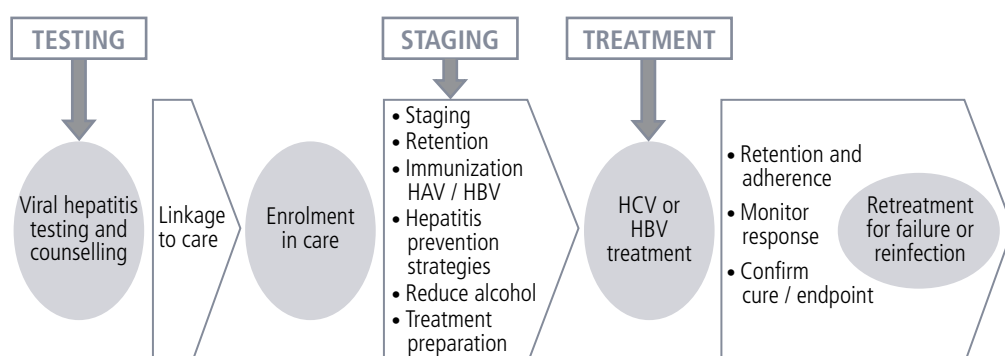 TESTING
STAGING
TREATMENT
Viral hepatitis
testing and
counselling
Linkage
to care
Enrolment
in care
• Staging
• Retention
• Immunization
HAV / HBV
• Hepatitis
prevention
strategies
• Reduce alcohol
• Treatment
preparation
HCV or
HBV
treatment
• Retention and
adherence
• Monitor
response
• Confirm
cure / endpoint
Retreatment
for failure or
reinfection